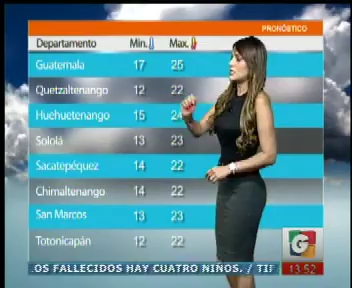 PRONÓSTICO
Departamento Min. Max.
Guatemala 17 25
Quetzaltenango 12 22
Huehuetenango 15 24
Sololá 13 23
Sacatepéquez 14 22
Chimaltenango 14 22
San Marcos 13 23
Totonicapán 12 22
G
OS FALLECIDOS HAY CUATRO NIÑOS. / TIF
13:52